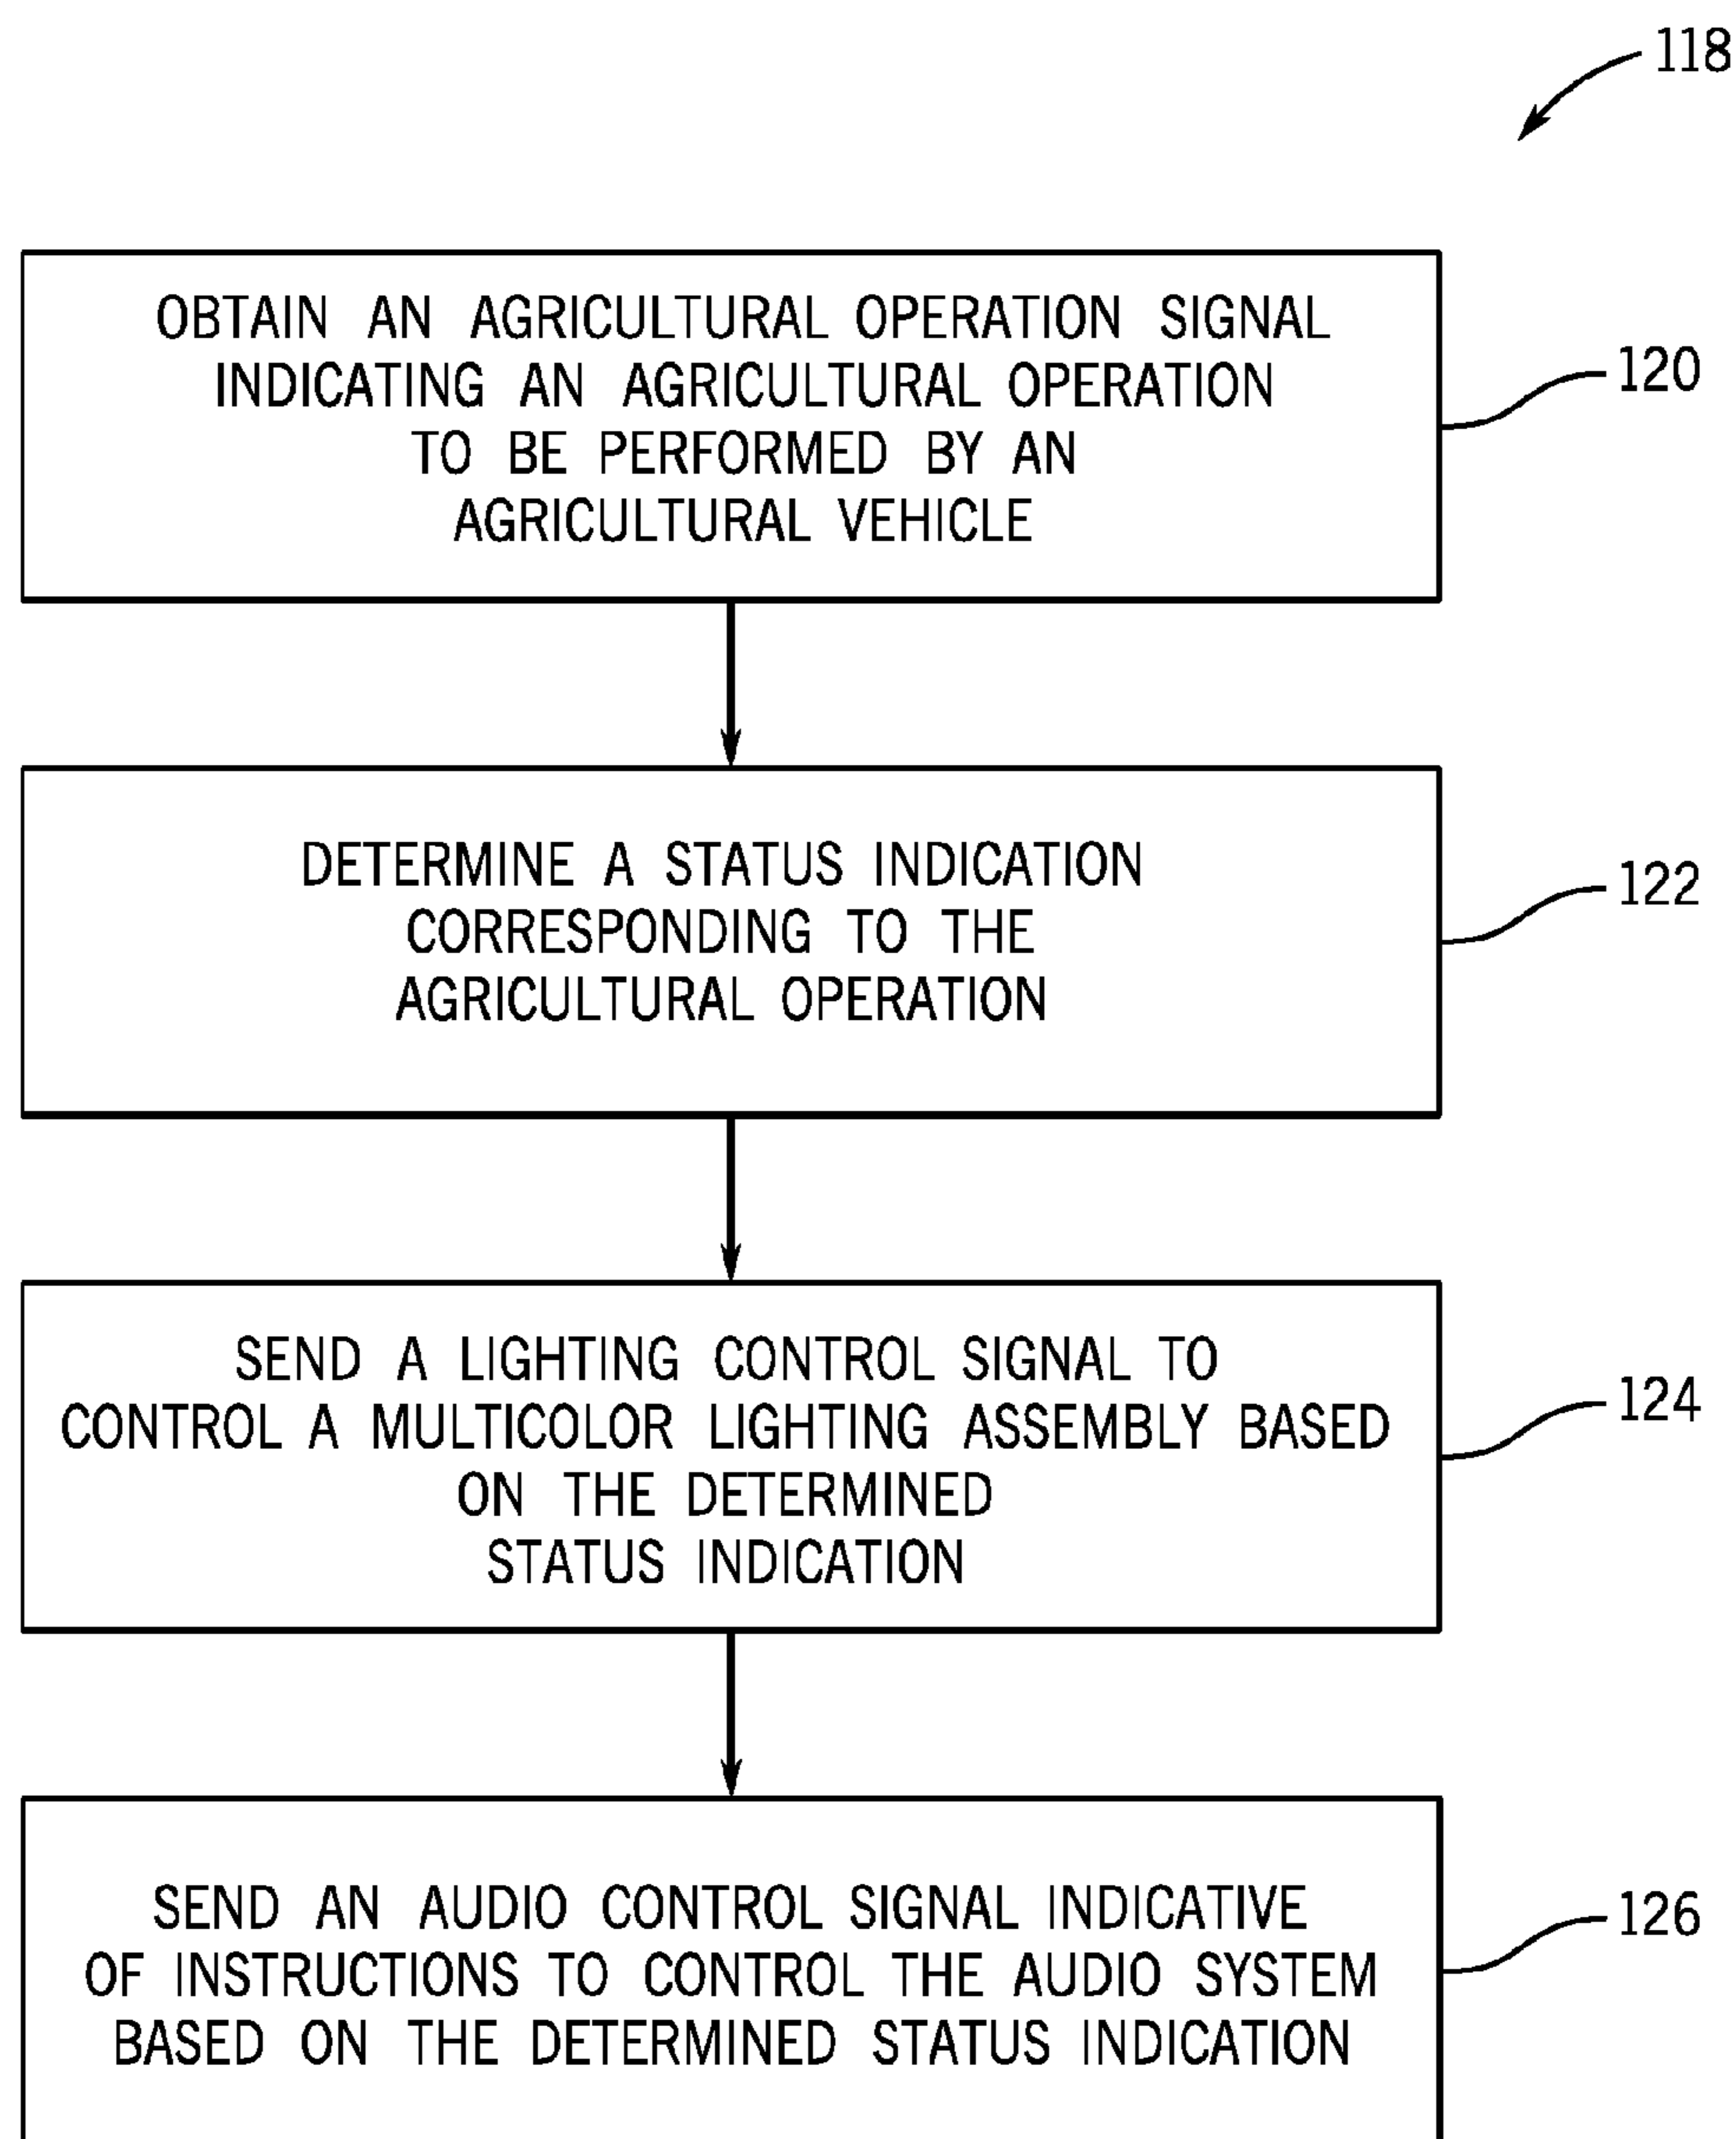 118
OBTAIN AN AGRICULTURAL OPERATION SIGNAL
INDICATING AN AGRICULTURAL OPERATION
TO BE PERFORMED BY AN
AGRICULTURAL VEHICLE
120
DETERMINE A STATUS INDICATION
CORRESPONDING TO THE
AGRICULTURAL OPERATION
122
SEND A LIGHTING CONTROL SIGNAL TO
CONTROL A MULTICOLOR LIGHTING ASSEMBLY BASED
ON THE DETERMINED
STATUS INDICATION
124
SEND AN AUDIO CONTROL SIGNAL INDICATIVE
OF INSTRUCTIONS TO CONTROL THE AUDIO SYSTEM
BASED ON THE DETERMINED STATUS INDICATION
126